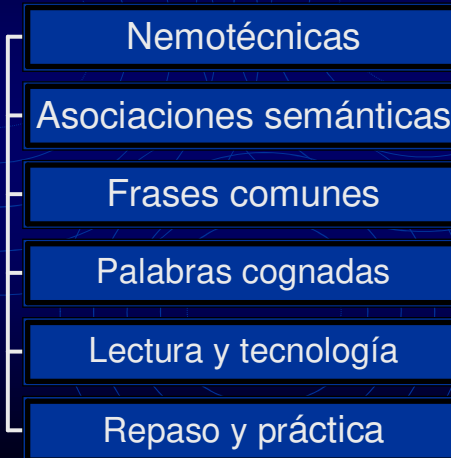 Nemotécnicas
Asociaciones semánticas
Frases comunes
Palabras cognadas
Lectura y tecnología
Repaso y práctica